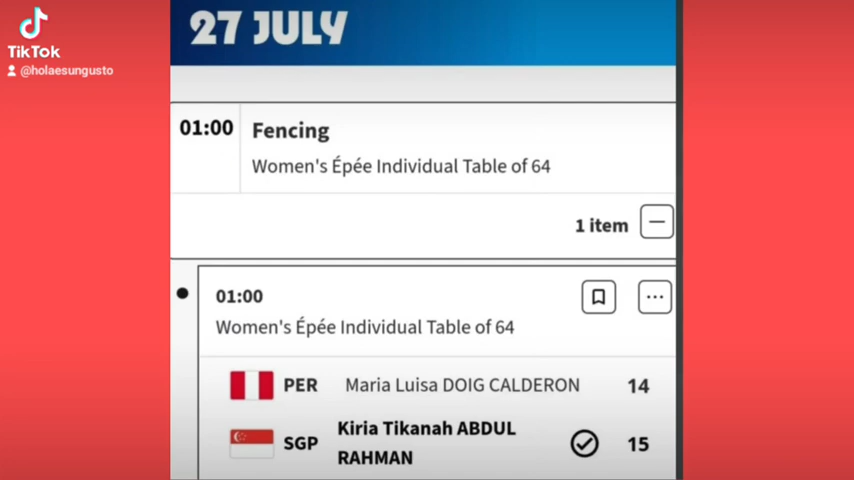 TikTok
@holaesungusto
27 JULY
01:00
Fencing
Women's Épée Individual Table of 64
1 item
01:00
Women's Épée Individual Table of 64
PER Maria Luisa DOIG CALDERON 14
SGP Kiria Tikanah ABDUL
RAHMAN 15